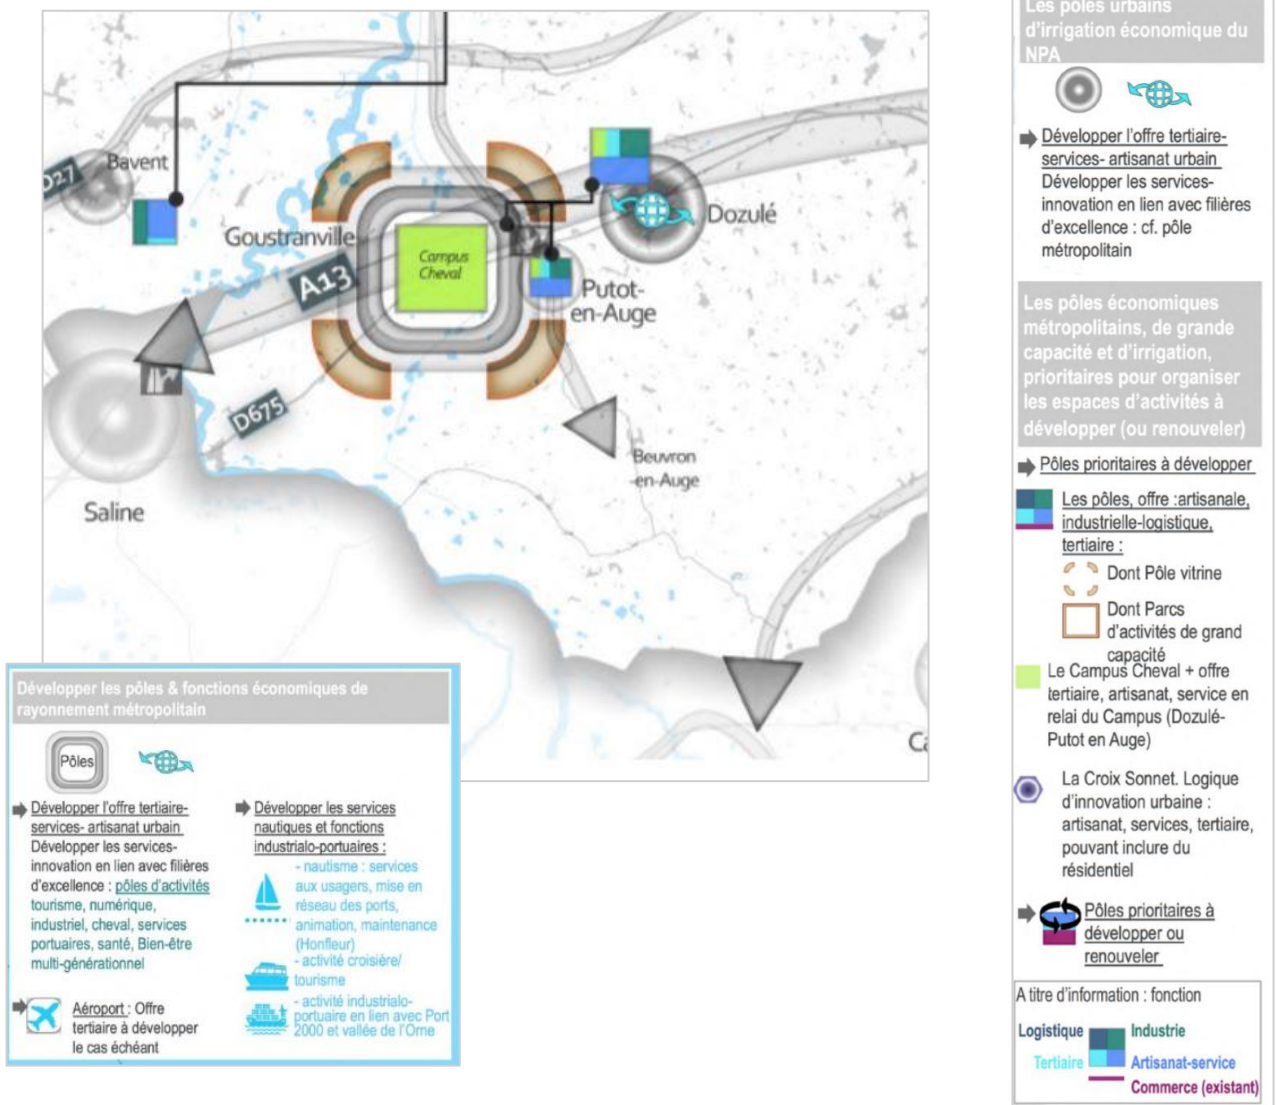 Bavent
D27
Goustranville
Campus
Cheval
A13
Dozulé
Putot-
en-Auge
D675
Beuvron
-en-Auge
Saline
Ca
Développer les pôles & fonctions économiques de
rayonnement métropolitain
Pôles
Développer l'offre tertiaire-
services- artisanat urbain
Développer les services-
innovation en lien avec filières
d'excellence : pôles d'activités
tourisme, numérique,
industriel, cheval, services
portuaires, santé, Bien-être
multi-générationnel
Aéroport : Offre
tertiaire à développer
le cas échéant
Développer les services
nautiques et fonctions
industrialo-portuaires :
- nautisme : services
aux usagers, mise en
réseau des ports,
animation, maintenance
(Honfleur)
- activité croisière/
tourisme
- activité industrialo-
portuaire en lien avec Port
2000 et vallée de l'Orne
Les pôles urbains
d'irrigation économique du
NPA
Développer l'offre tertiaire-
services- artisanat urbain
Développer les services-
innovation en lien avec filières
d'excellence : cf. pôle
métropolitain
Les pôles économiques
métropolitains, de grande
capacité et d'irrigation,
prioritaires pour organiser
les espaces d'activités à
développer (ou renouveler)
Pôles prioritaires à développer
Les pôles, offre :artisanale,
industrielle-logistique,
tertiaire :
Dont Pôle vitrine
Dont Parcs
d'activités de grand
capacité
Le Campus Cheval + offre
tertiaire, artisanat, service en
relai du Campus (Dozulé-
Putot en Auge)
La Croix Sonnet. Logique
d'innovation urbaine :
artisanat, services, tertiaire,
pouvant inclure du
résidentiel
Pôles prioritaires à
développer ou
renouveler
A titre d'information : fonction
Logistique
Industrie
Tertiaire
Artisanat-service
Commerce (existant)